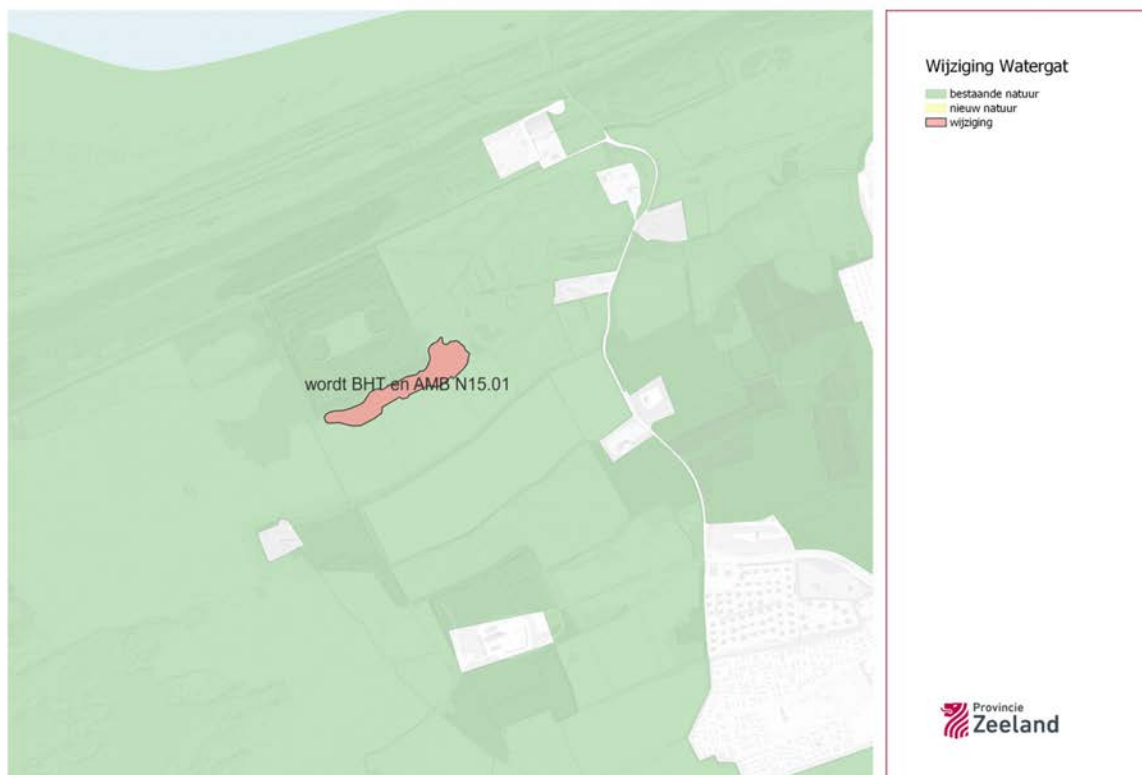 Wijziging Watergat
bestaande natuur
nieuw natuur
wijziging
wordt BHT en AMB N15.01
Provincie
Zeeland